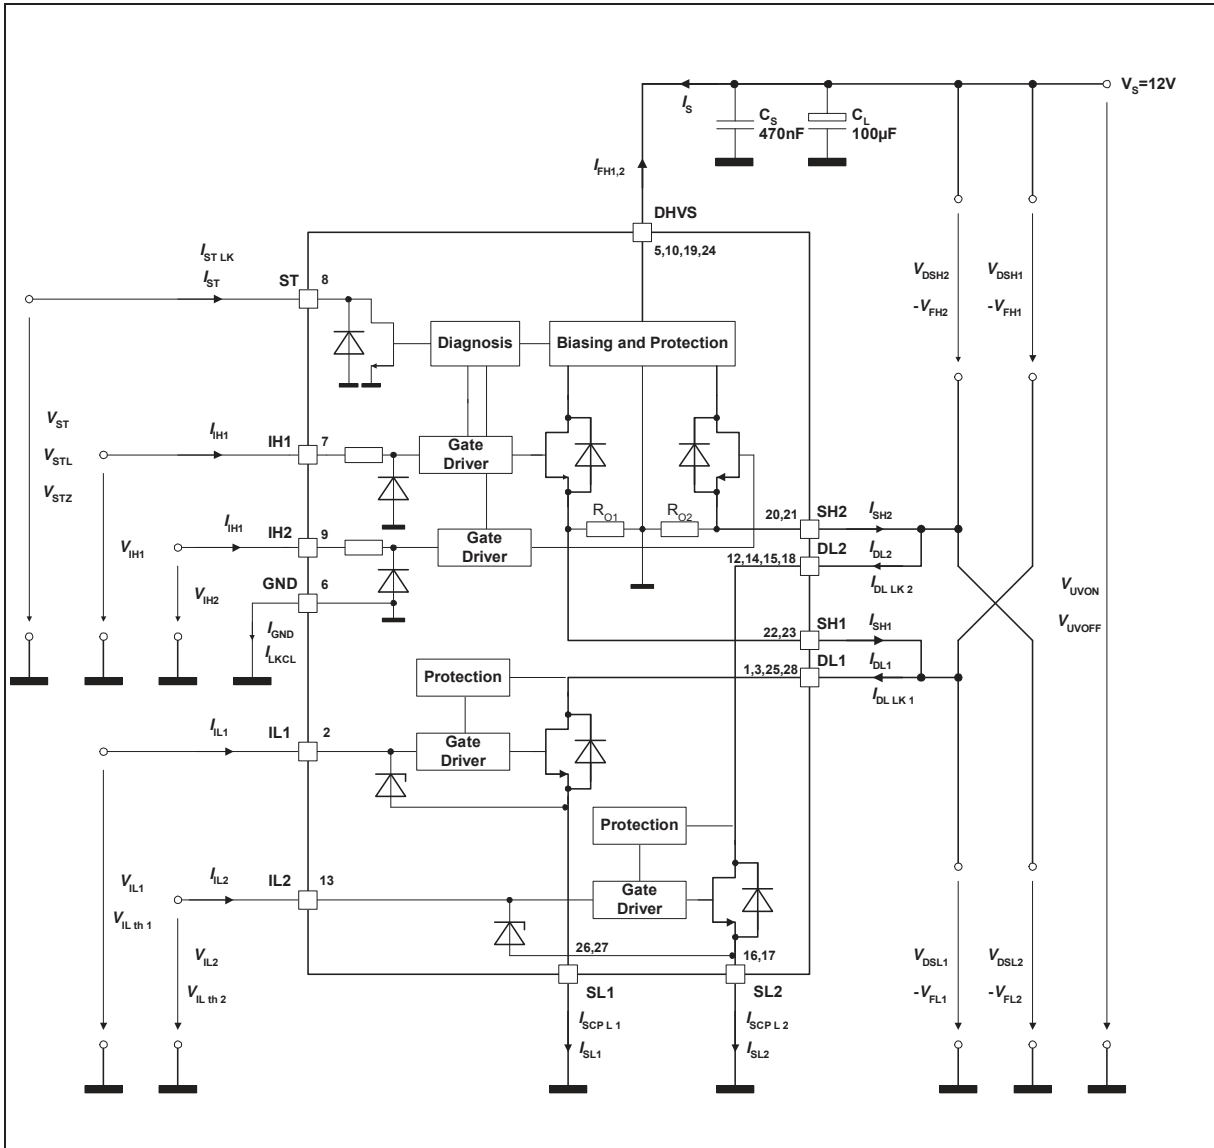 V_S=12V
I_S
C_S
470nF
C_L
100µF
I_FH1,2
DHVS
5,10,19,24
I_ST LK
I_ST
ST
8
V_DSH2
-V_FH2
V_DSH1
-V_FH1
Diagnosis
Biasing and Protection
V_ST
V_STL
V_STZ
I_IH1
IH1
7
Gate
Driver
R_O1
R_O2
20,21
SH2
I_SH2
I_IH1
IH2
9
Gate
Driver
V_IH1
V_IH2
12,14,15,18
DL2
I_DL2
I_DL LK 2
GND
6
I_GND
I_LKCL
V_UVON
V_UVOFF
22,23
SH1
I_SH1
1,3,25,28
DL1
I_DL1
I_DL LK 1
Protection
I_IL1
IL1
2
Gate
Driver
Protection
V_IL1
V_IL th 1
I_IL2
IL2
13
Gate
Driver
V_IL2
V_IL th 2
26,27
16,17
V_DSL1
-V_FL1
V_DSL2
-V_FL2
SL1
SL2
I_SCP L 1
I_SL1
I_SCP L 2
I_SL2